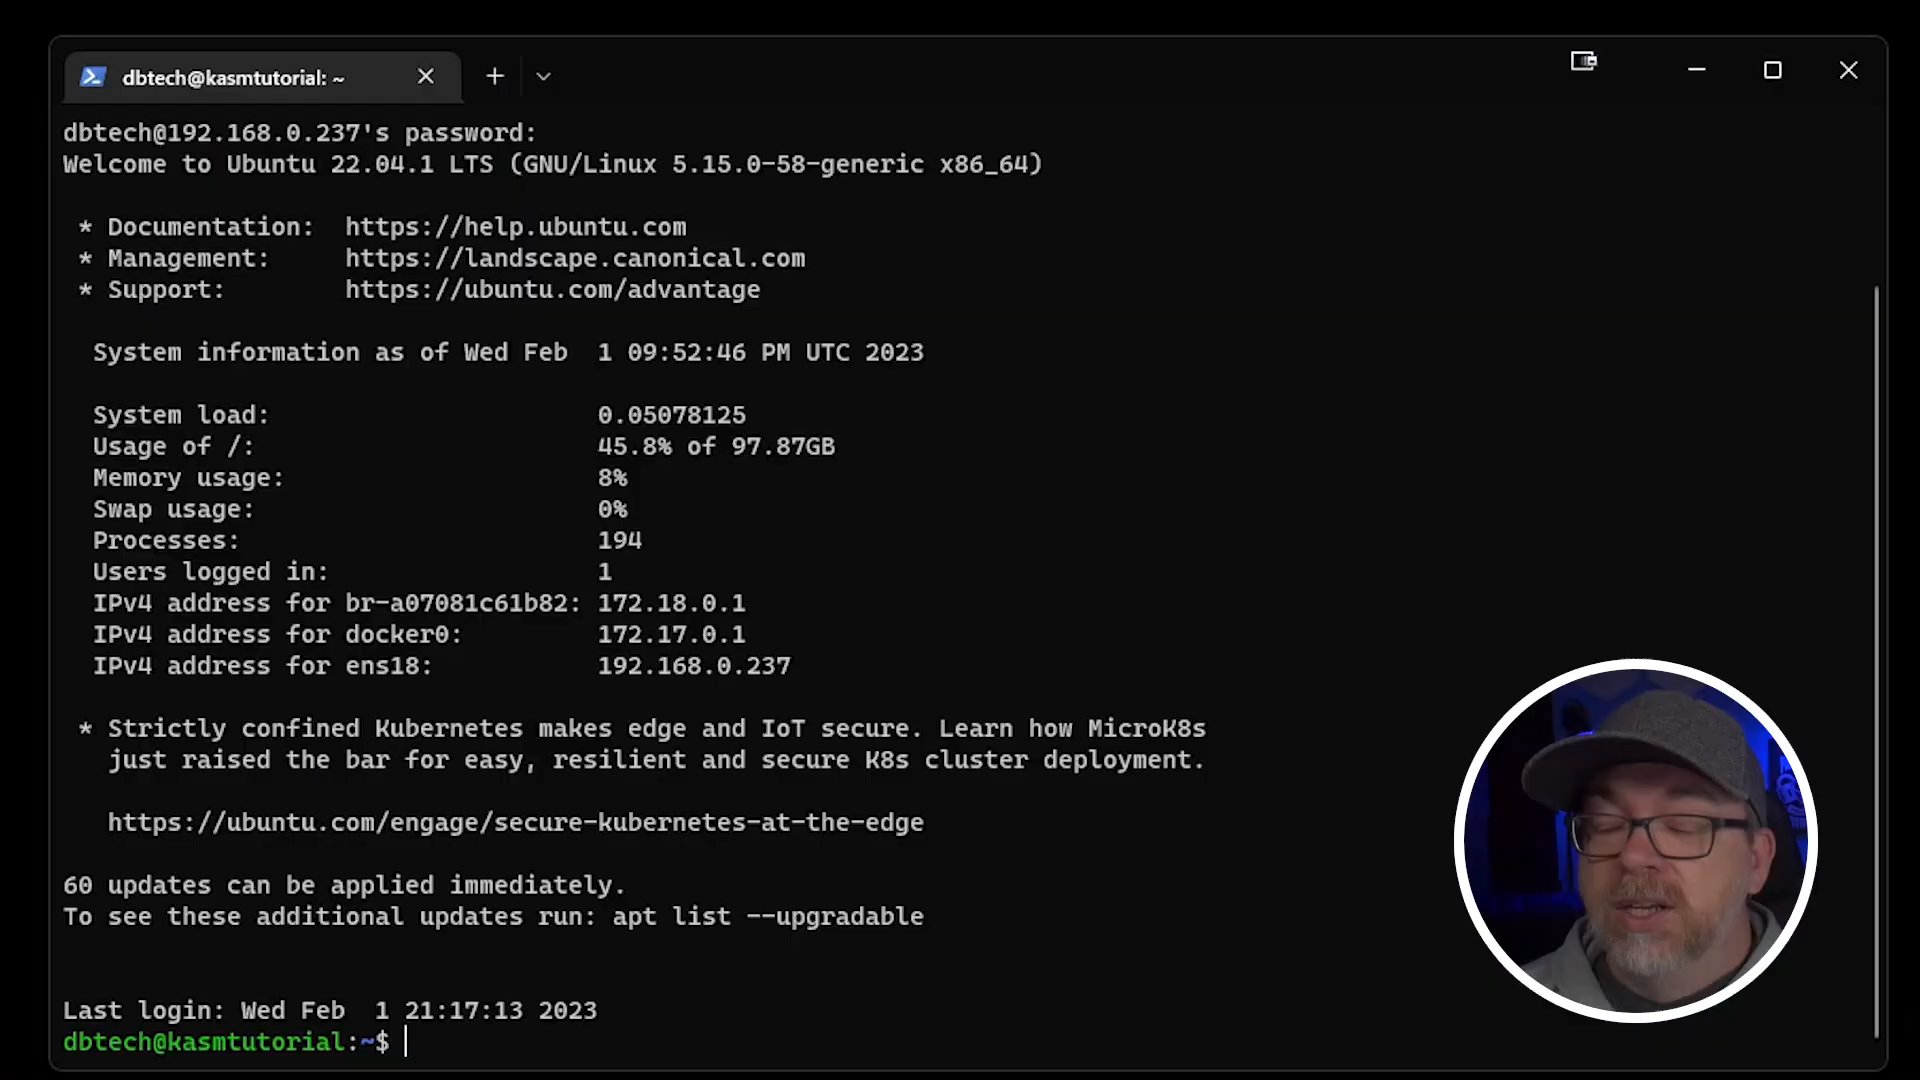 dbtech@kasmtutorial: ~
dbtech@192.168.0.237's password:
Welcome to Ubuntu 22.04.1 LTS (GNU/Linux 5.15.0-58-generic x86_64)
* Documentation: https://help.ubuntu.com
* Management: https://landscape.canonical.com
* Support: https://ubuntu.com/advantage
System information as of Wed Feb 1 09:52:46 PM UTC 2023
System load: 0.05078125
Usage of /: 45.8% of 97.87GB
Memory usage: 8%
Swap usage: 0%
Processes: 194
Users logged in: 1
IPv4 address for br-a07081c61b82: 172.18.0.1
IPv4 address for docker0: 172.17.0.1
IPv4 address for ens18: 192.168.0.237
* Strictly confined Kubernetes makes edge and IoT secure. Learn how MicroK8s
just raised the bar for easy, resilient and secure K8s cluster deployment.
https://ubuntu.com/engage/secure-kubernetes-at-the-edge
60 updates can be applied immediately.
To see these additional updates run: apt list --upgradable
Last login: Wed Feb 1 21:17:13 2023
dbtech@kasmtutorial:~$